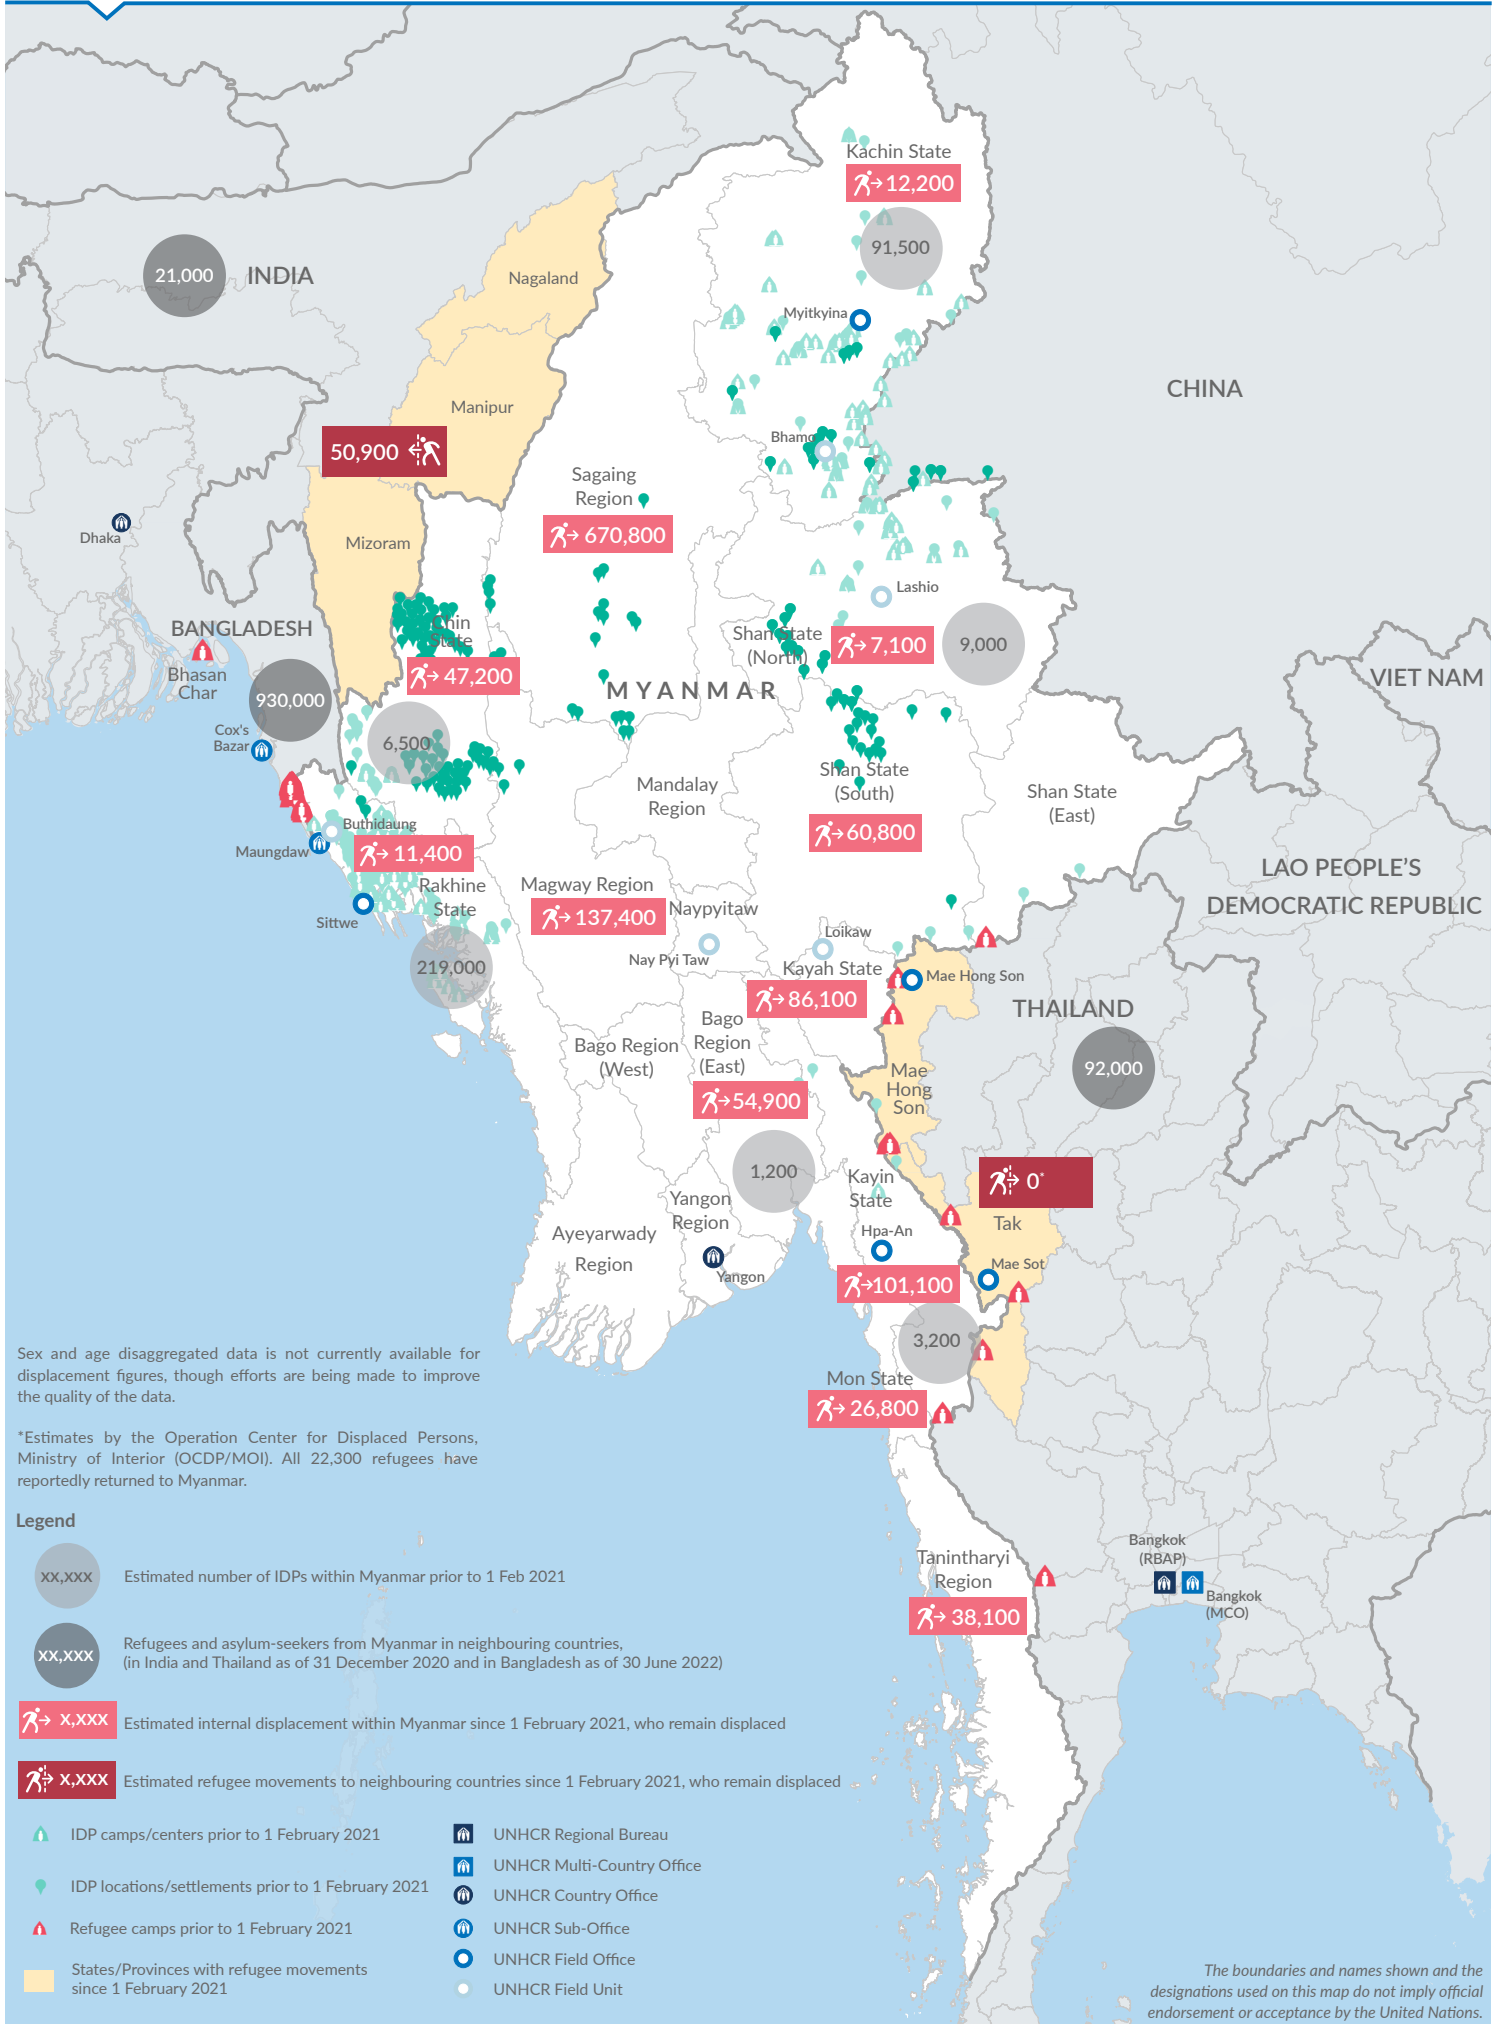 Kachin State
12,200
91,500
21,000
INDIA
Nagaland
Myitkyina
CHINA
Manipur
50,900
Bhamo
Sagaing
Region
670,800
Dhaka
Mizoram
Lashio
BANGLADESH
Chin
State
Shan State
(North)
7,100
9,000
Bhasan
Char
47,200
MYANMAR
VIET NAM
930,000
Cox's
Bazar
6,500
Shan State
(South)
Mandalay
Region
Shan State
(East)
Buthidaung
60,800
Maungdaw
11,400
LAO PEOPLE'S
DEMOCRATIC REPUBLIC
Rakhine
State
Magway Region
137,400
Naypyitaw
Sittwe
Loikaw
Nay Pyi Taw
219,000
Kayah State
Mae Hong Son
86,100
THAILAND
Bago
Region
(East)
Bago Region
(West)
92,000
Mae
Hong
Son
54,900
1,200
Kayin
State
0*
Yangon
Region
Tak
Ayeyarwady
Region
Hpa-An
Mae Sot
Yangon
101,100
3,200
Mon State
26,800
Bangkok
(RBAP)
Bangkok
(MCO)
Tanintharyi
Region
38,100
Sex and age disaggregated data is not currently available for
displacement figures, though efforts are being made to improve
the quality of the data.
*Estimates by the Operation Center for Displaced Persons,
Ministry of Interior (OCDP/MOI). All 22,300 refugees have
reportedly returned to Myanmar.
Legend
XX,XXX
Estimated number of IDPs within Myanmar prior to 1 Feb 2021
XX,XXX
Refugees and asylum-seekers from Myanmar in neighbouring countries,
(in India and Thailand as of 31 December 2020 and in Bangladesh as of 30 June 2022)
X,XXX
Estimated internal displacement within Myanmar since 1 February 2021, who remain displaced
X,XXX
Estimated refugee movements to neighbouring countries since 1 February 2021, who remain displaced
IDP camps/centers prior to 1 February 2021
IDP locations/settlements prior to 1 February 2021
Refugee camps prior to 1 February 2021
States/Provinces with refugee movements
since 1 February 2021
UNHCR Regional Bureau
UNHCR Multi-Country Office
UNHCR Country Office
UNHCR Sub-Office
UNHCR Field Office
UNHCR Field Unit
The boundaries and names shown and the
designations used on this map do not imply official
endorsement or acceptance by the United Nations.